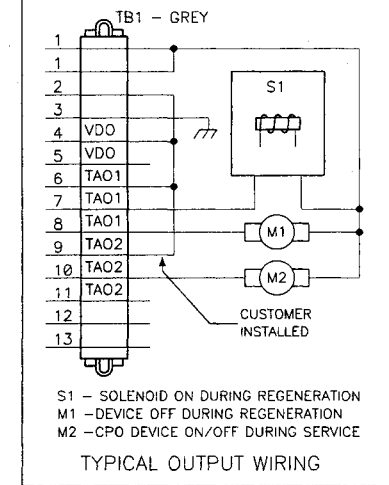 TB1 - GREY
1
1
2
3
4 VDO
5 VDO
6 TAO1
7 TAO1
8 TAO1
9 TAO2
10 TAO2
11 TAO2
12
13
S1
M1
M2
CUSTOMER
INSTALLED
S1 - SOLENOID ON DURING REGENERATION
M1 -DEVICE OFF DURING REGENERATION
M2 -CPO DEVICE ON/OFF DURING SERVICE
TYPICAL OUTPUT WIRING